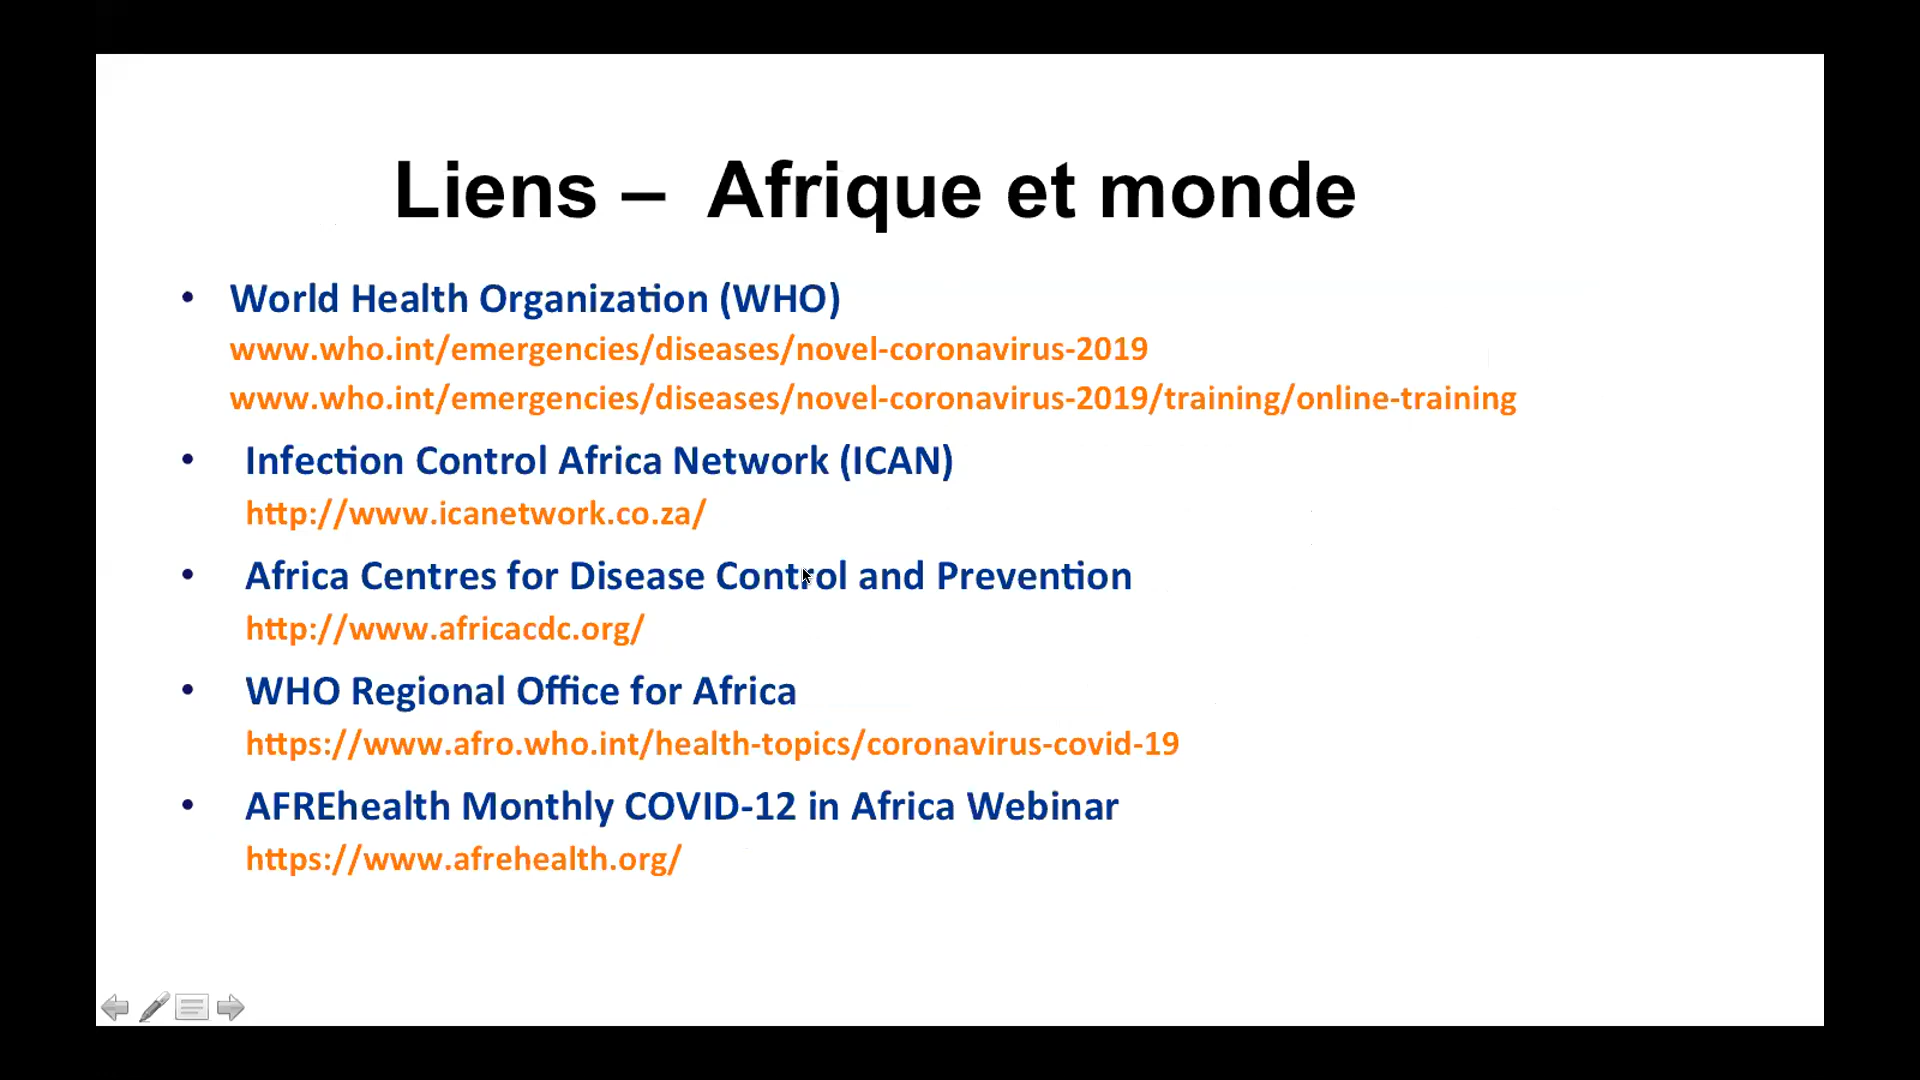 Liens – Afrique et monde
• World Health Organization (WHO)
www.who.int/emergencies/diseases/novel-coronavirus-2019
www.who.int/emergencies/diseases/novel-coronavirus-2019/training/online-training
• Infection Control Africa Network (ICAN)
http://www.icanetwork.co.za/
• Africa Centres for Disease Control and Prevention
http://www.africacdc.org/
• WHO Regional Office for Africa
https://www.afro.who.int/health-topics/coronavirus-covid-19
• AFREhealth Monthly COVID-12 in Africa Webinar
https://www.afrehealth.org/